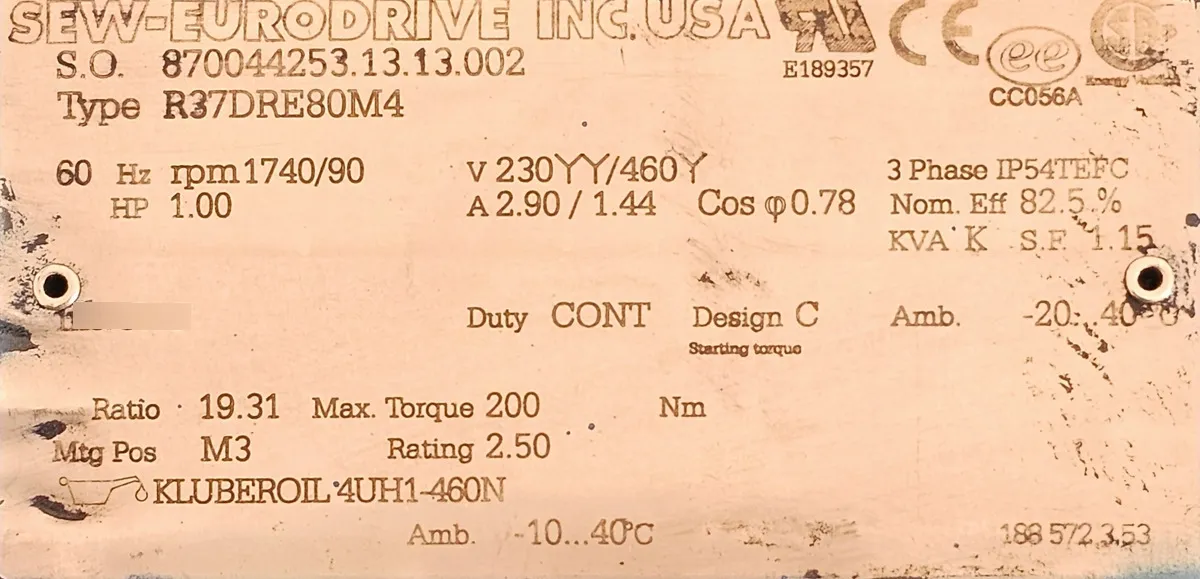 SEW-EURODRIVE INC. USA
S.O. 870044253.13.13.002
E189357
CC056A
Type R37DRE80M4
60 Hz rpm 1740/90 V 230YY/460Y 3 Phase IP54TEFC
HP 1.00 A 2.90 / 1.44 Cos φ 0.78 Nom. Eff 82.5 %
KVA K S.F. 1.15
Duty CONT Design C Amb. -20...40°C
Starting torque
Ratio 19.31 Max. Torque 200 Nm
Mtg Pos M3 Rating 2.50
KLUBEROIL 4UH1-460N
Amb. -10...40°C 188 572 3.53